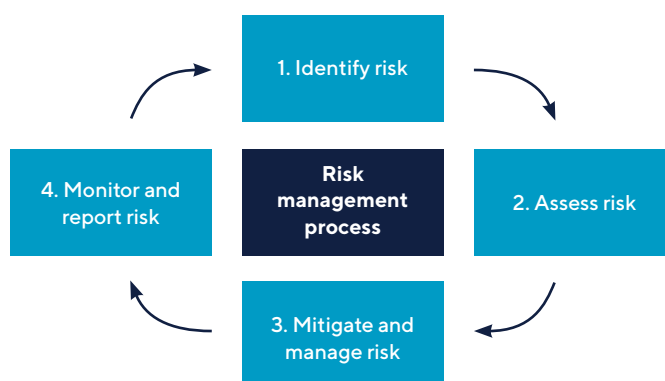 1. Identify risk
2. Assess risk
3. Mitigate and
manage risk
4. Monitor and
report risk
Risk
management
process